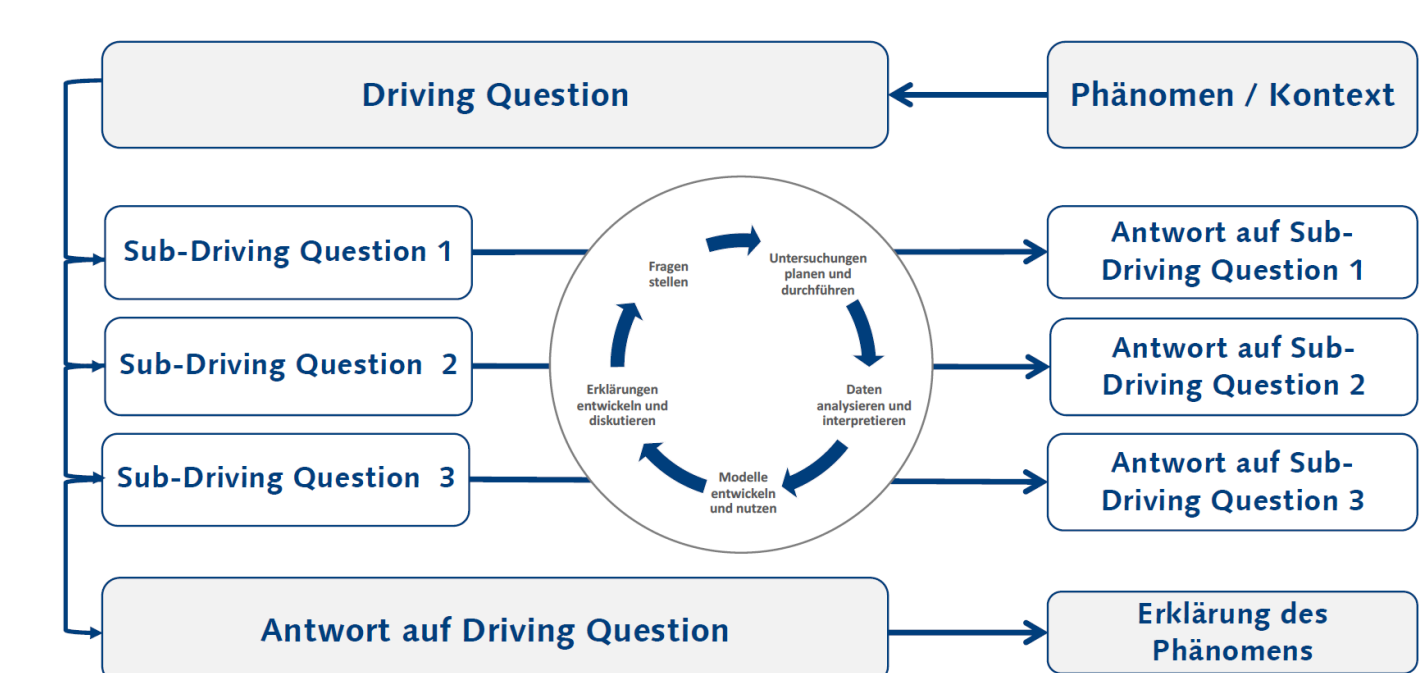 Driving Question
Phänomen / Kontext
Sub-Driving Question 1
Fragen
stellen
Untersuchungen
planen und
durchführen
Antwort auf Sub-
Driving Question 1
Sub-Driving Question 2
Erklärungen
entwickeln und
diskutieren
Daten
analysieren und
interpretieren
Antwort auf Sub-
Driving Question 2
Sub-Driving Question 3
Modelle
entwickeln
und nutzen
Antwort auf Sub-
Driving Question 3
Antwort auf Driving Question
Erklärung des
Phänomens